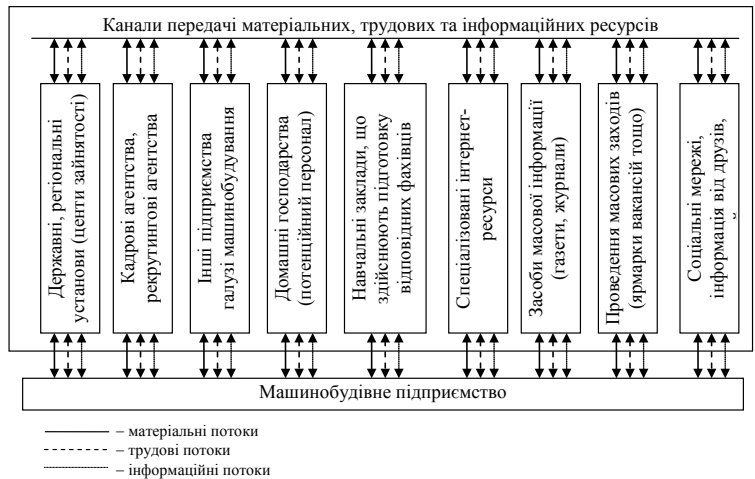 Канали передачі матеріальних, трудових та інформаційних ресурсів
Державні, регіональні
установи (центи зайнятості)
Кадрові агентства,
рекрутингові агентства
Інші підприємства
галузі машинобудування
Домашні господарства
(потенційний персонал)
Навчальні заклади, що
здійснюють підготовку
відповідних фахівців
Спеціалізовані інтернет-
ресурси
Засоби масової інформації
(газети, журнали)
Проведення масових заходів
(ярмарки вакансій тощо)
Соціальні мережі,
інформація від друзів,
Машинобудівне підприємство
– матеріальні потоки
– трудові потоки
– інформаційні потоки